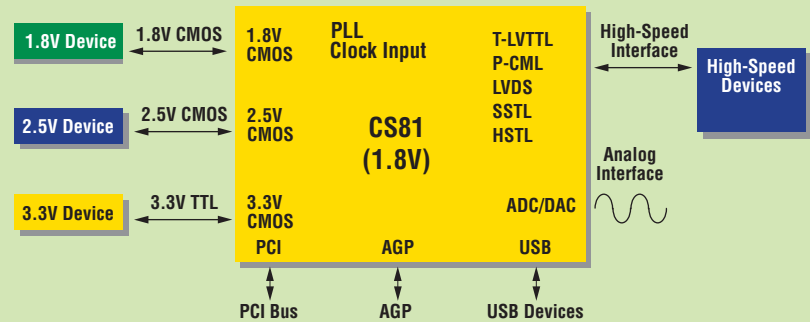 1.8V Device
1.8V CMOS
1.8V
CMOS
PLL
Clock Input
T-LVTTL
P-CML
LVDS
SSTL
HSTL
High-Speed
Interface
High-Speed
Devices
2.5V Device
2.5V CMOS
2.5V
CMOS
CS81
(1.8V)
Analog
Interface
3.3V Device
3.3V TTL
3.3V
CMOS
ADC/DAC
PCI
AGP
USB
PCI Bus
AGP
USB Devices